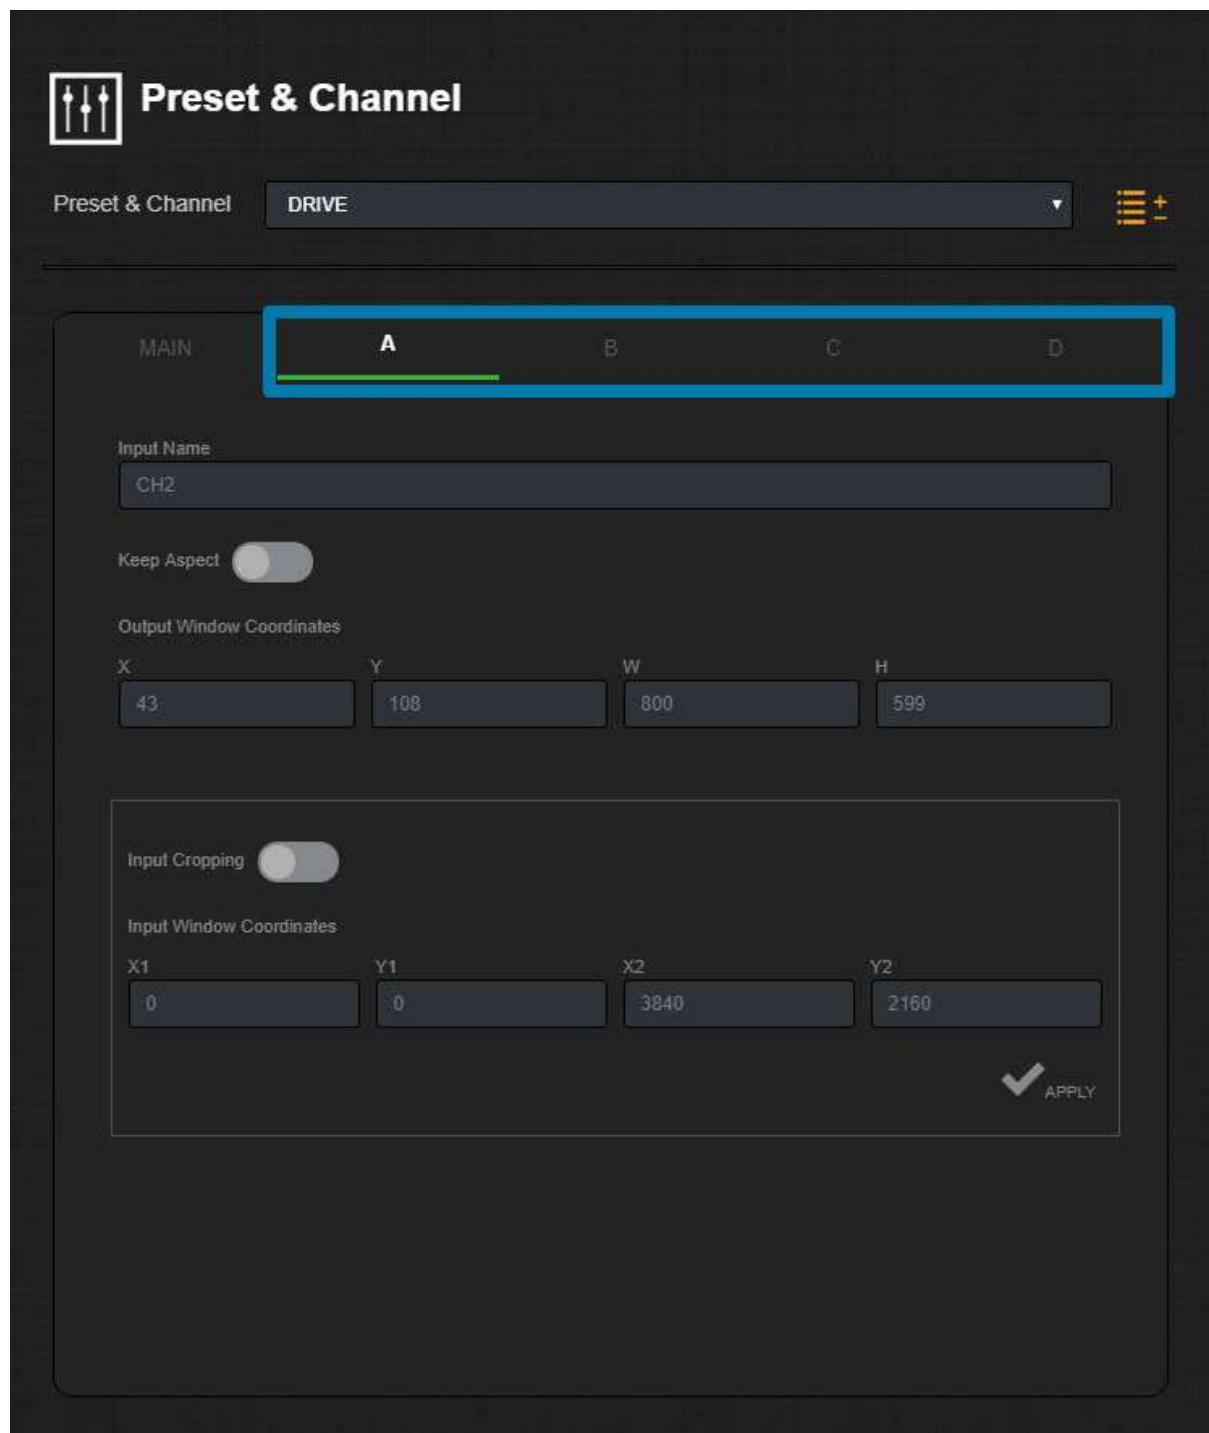 Preset & Channel
Preset & Channel DRIVE
MAIN A B C D
Input Name
CH2
Keep Aspect
Output Window Coordinates
X Y W H
43 108 800 599
Input Cropping
Input Window Coordinates
X1 Y1 X2 Y2
0 0 3840 2160
APPLY